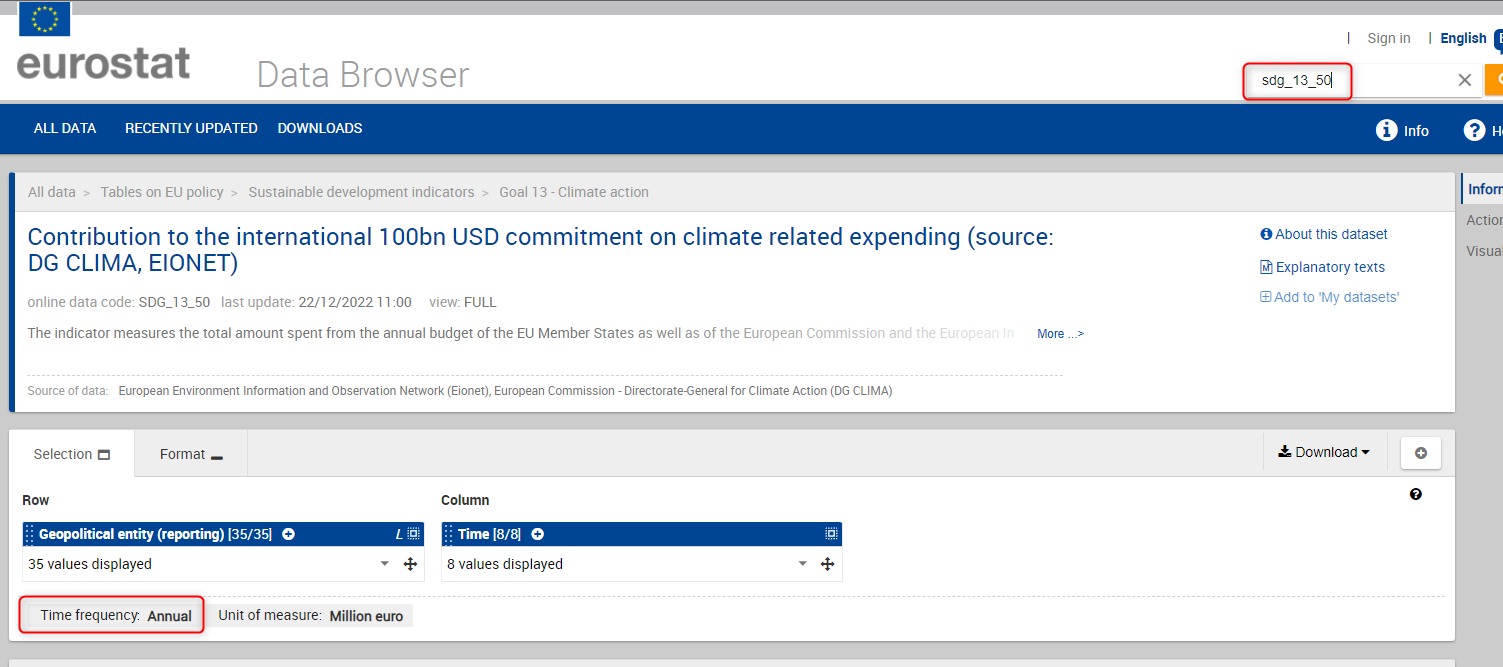 Sign in | English
eurostat
Data Browser
sdg_13_50
ALL DATA RECENTLY UPDATED DOWNLOADS
Info
All data > Tables on EU policy > Sustainable development indicators > Goal 13 - Climate action
Contribution to the international 100bn USD commitment on climate related expending (source:
DG CLIMA, EIONET)
About this dataset
Explanatory texts
Add to 'My datasets'
online data code: SDG_13_50 last update: 22/12/2022 11:00 view: FULL
The indicator measures the total amount spent from the annual budget of the EU Member States as well as of the European Commission and the European In
More ...>
Source of data: European Environment Information and Observation Network (Eionet), European Commission - Directorate-General for Climate Action (DG CLIMA)
Infor
Action
Visual
Selection
Format
Download
Row
Column
Geopolitical entity (reporting) [35/35] L
Time [8/8]
35 values displayed
8 values displayed
Time frequency: Annual
Unit of measure: Million euro